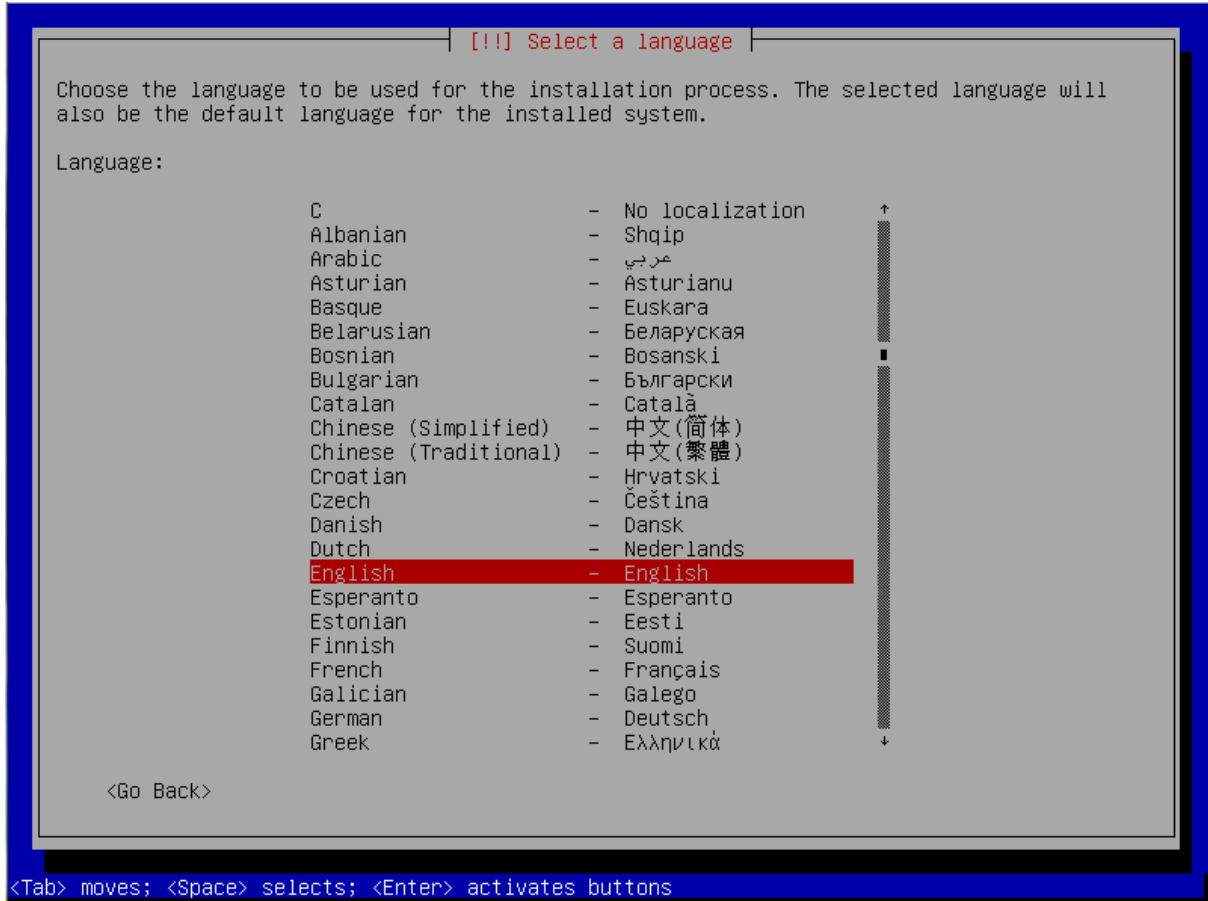 [!!] Select a language
Choose the language to be used for the installation process. The selected language will
also be the default language for the installed system.
Language:
C - No localization
Albanian - Shqip
Arabic - عربي
Asturian - Asturianu
Basque - Euskara
Belarusian - Беларуская
Bosnian - Bosanski
Bulgarian - Български
Catalan - Català
Chinese (Simplified) - 中文(简体)
Chinese (Traditional) - 中文(繁體)
Croatian - Hrvatski
Czech - Čeština
Danish - Dansk
Dutch - Nederlands
English - English
Esperanto - Esperanto
Estonian - Eesti
Finnish - Suomi
French - Français
Galician - Galego
German - Deutsch
Greek - Ελληνικά
<Go Back>
<Tab> moves; <Space> selects; <Enter> activates buttons